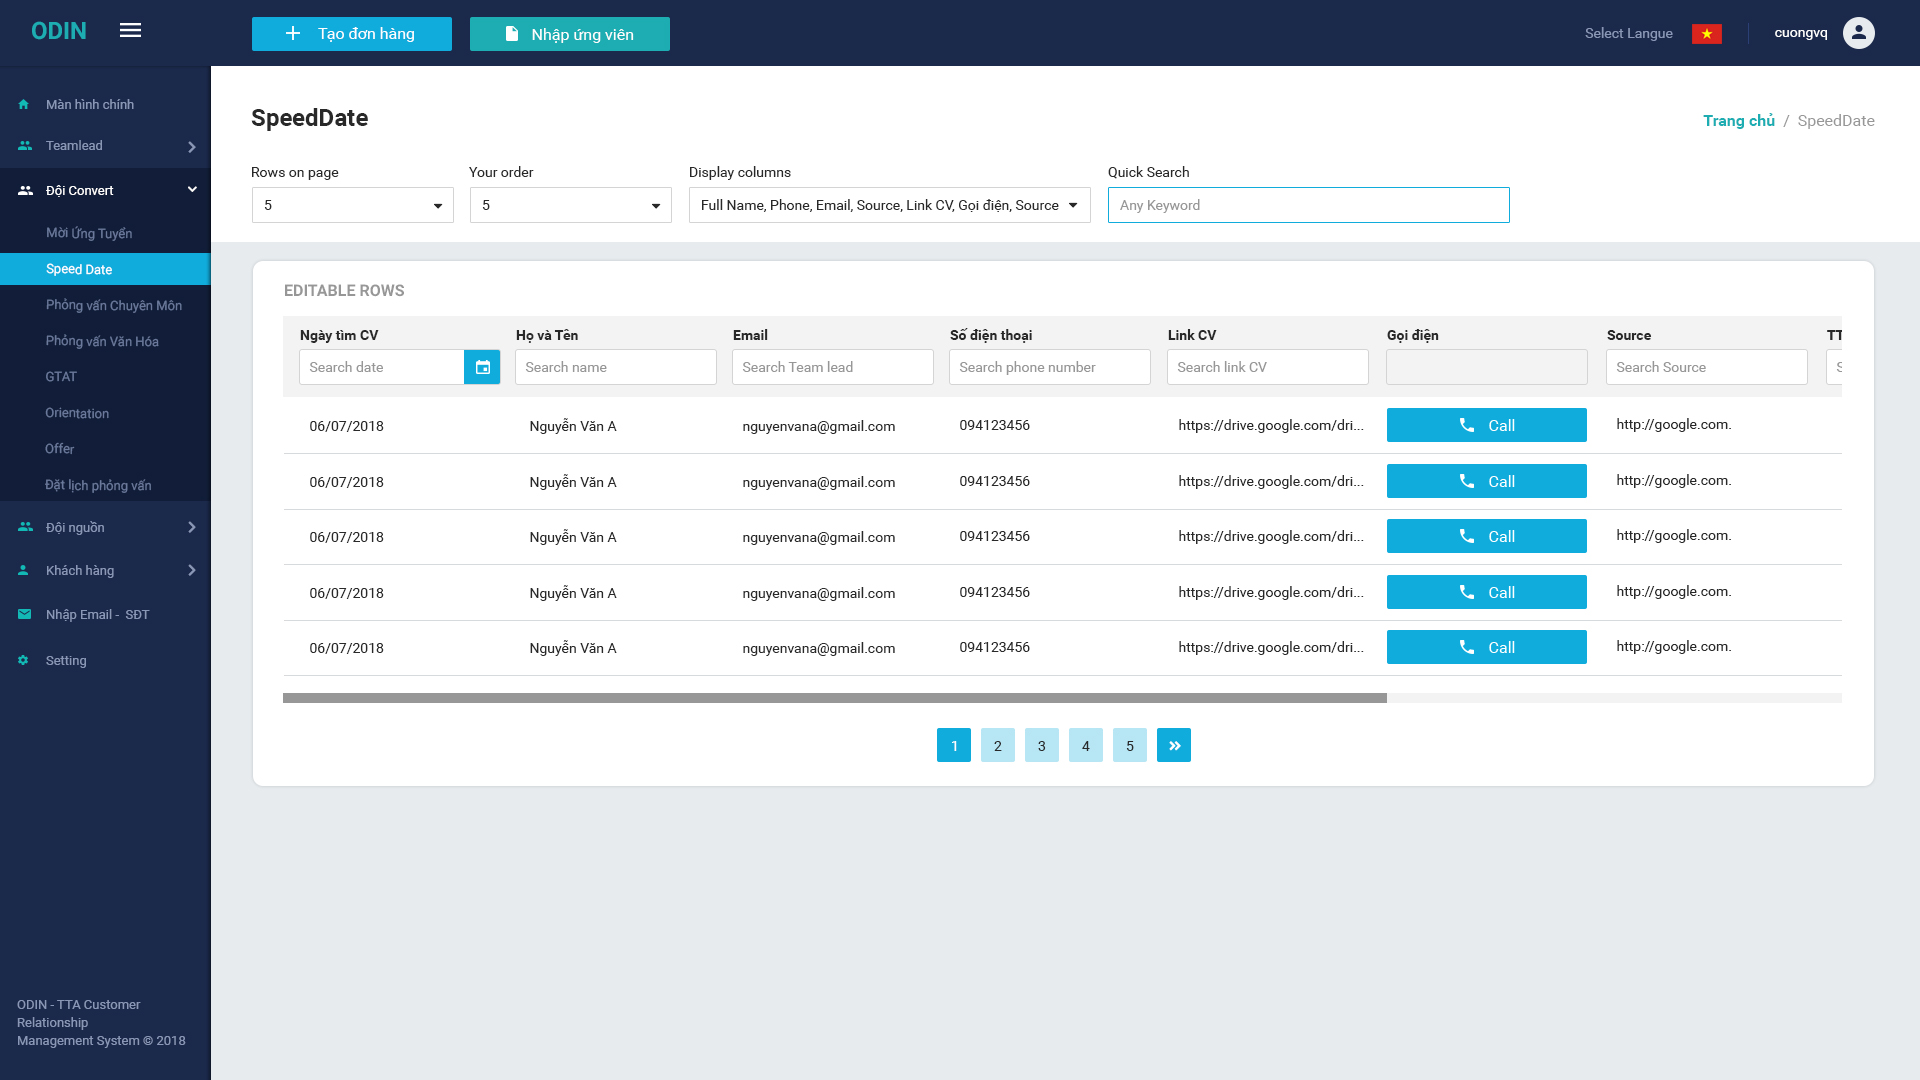 ODIN
Tạo đơn hàng
Nhập ứng viên
Select Langue
cuongvq
Màn hình chính
Teamlead
Đội Convert
Mời Ứng Tuyển
Speed Date
Phỏng vấn Chuyên Môn
Phỏng vấn Văn Hóa
GTAT
Orientation
Offer
Đặt lịch phỏng vấn
Đội nguồn
Khách hàng
Nhập Email - SĐT
Setting
ODIN - TTA Customer
Relationship
Management System © 2018
SpeedDate
Trang chủ / SpeedDate
Rows on page
5
Your order
5
Display columns
Full Name, Phone, Email, Source, Link CV, Gọi điện, Source
Quick Search
Any Keyword
EDITABLE ROWS
Ngày tìm CV Họ và Tên Email Số điện thoại Link CV Gọi điện Source TT
Search date Search name Search Team lead Search phone number Search link CV Search Source S
06/07/2018 Nguyễn Văn A nguyenvana@gmail.com 094123456 https://drive.google.com/dri... Call http://google.com.
06/07/2018 Nguyễn Văn A nguyenvana@gmail.com 094123456 https://drive.google.com/dri... Call http://google.com.
06/07/2018 Nguyễn Văn A nguyenvana@gmail.com 094123456 https://drive.google.com/dri... Call http://google.com.
06/07/2018 Nguyễn Văn A nguyenvana@gmail.com 094123456 https://drive.google.com/dri... Call http://google.com.
06/07/2018 Nguyễn Văn A nguyenvana@gmail.com 094123456 https://drive.google.com/dri... Call http://google.com.
1 2 3 4 5 »